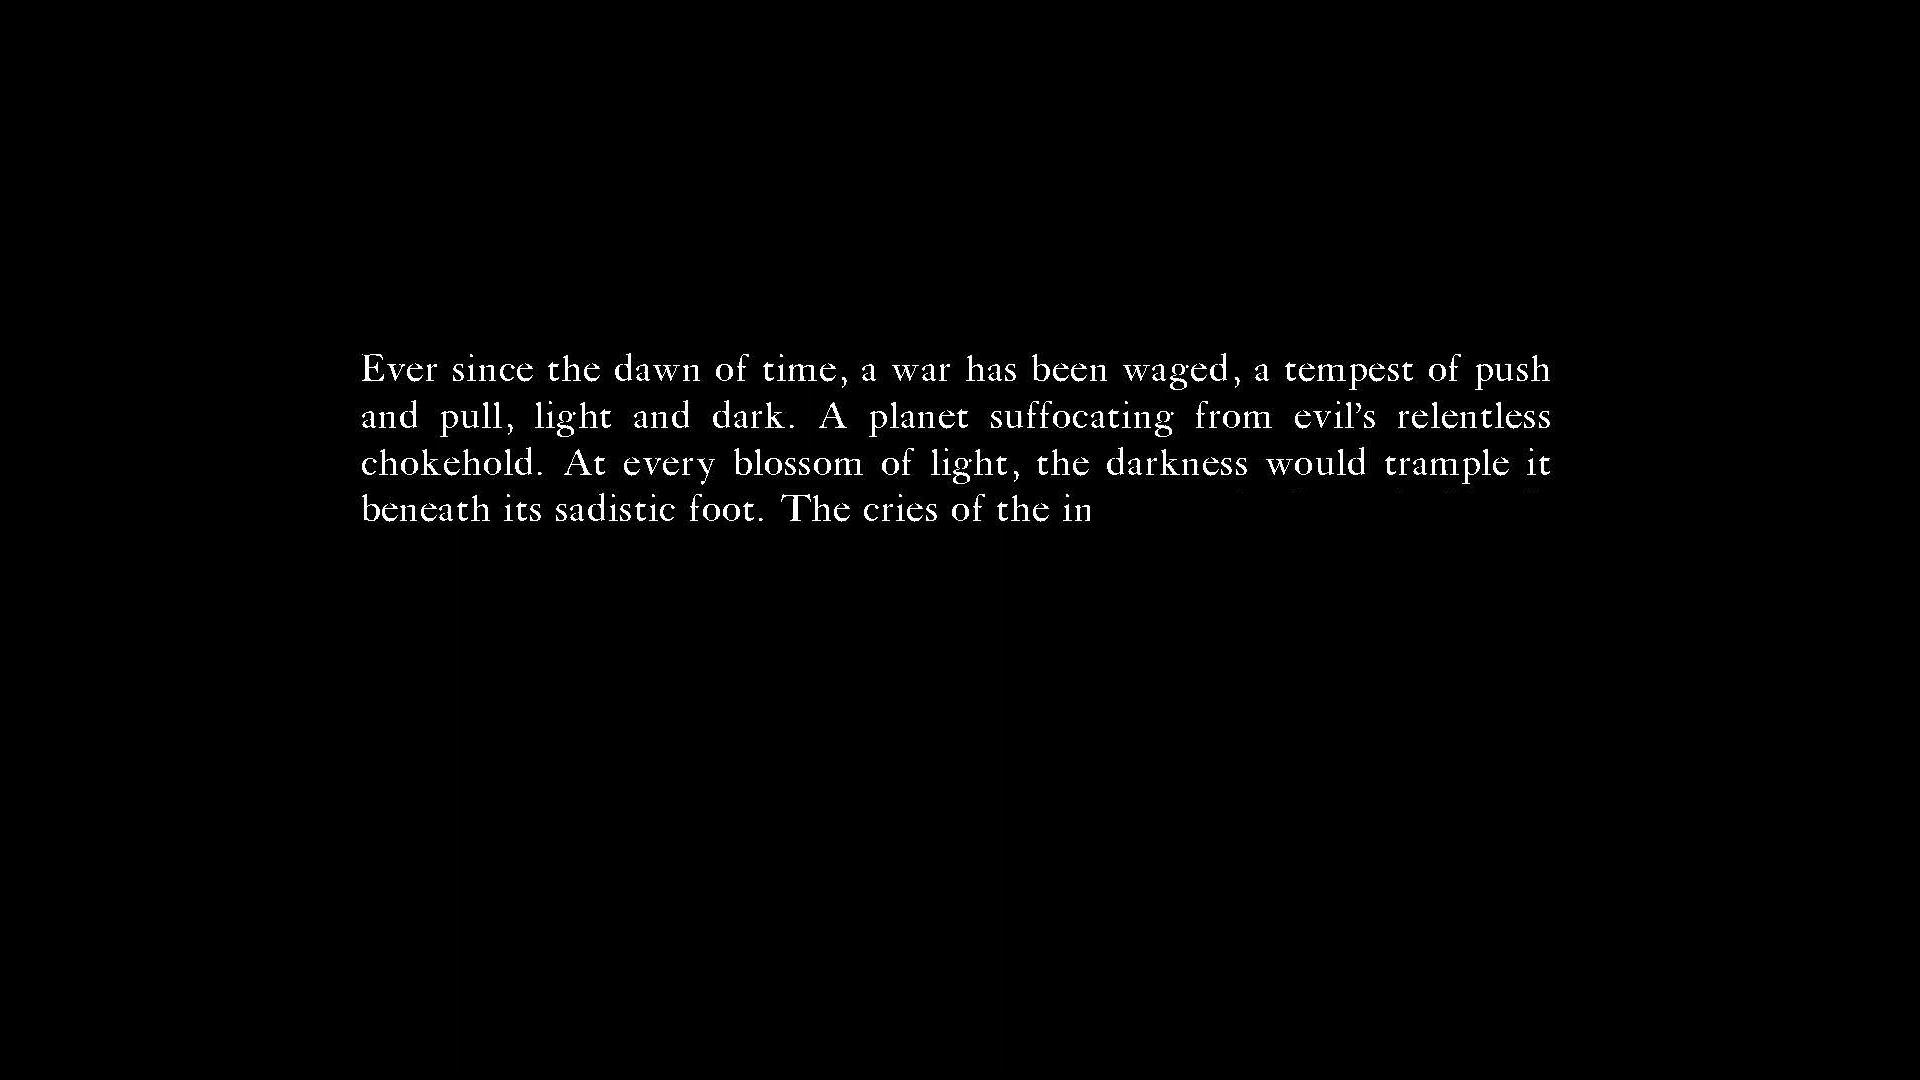 Ever since the dawn of time, a war has been waged, a tempest of push
and pull, light and dark. A planet suffocating from evil’s relentless
chokehold. At every blossom of light, the darkness would trample it
beneath its sadistic foot. The cries of the in